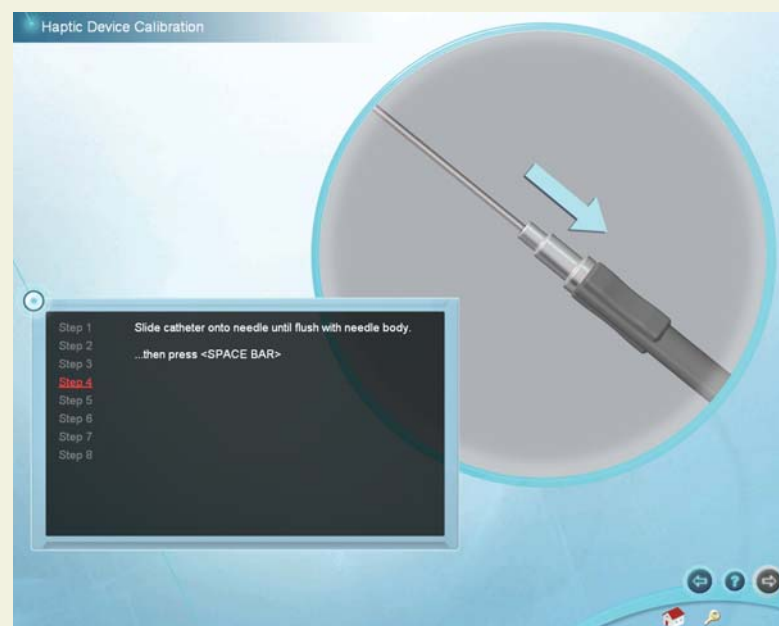 Haptic Device Calibration
Step 1
Slide catheter onto needle until flush with needle body.
Step 2
...then press <SPACE BAR>
Step 3
Step 4
Step 5
Step 6
Step 7
Step 8
?